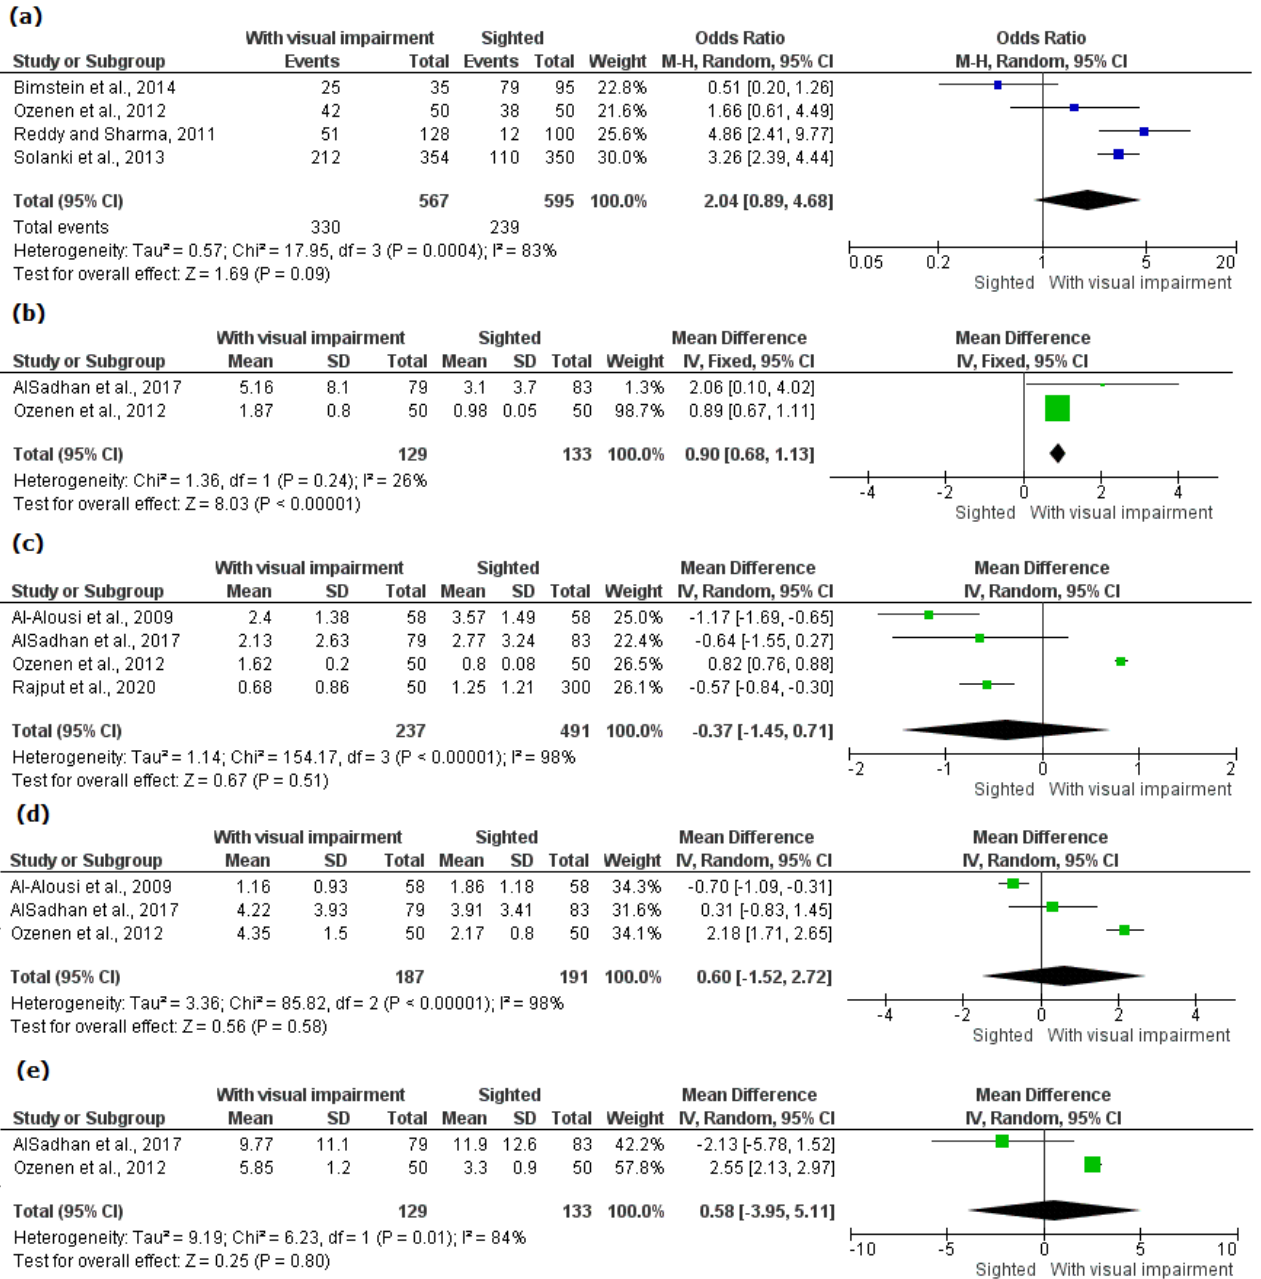 (a)
With visual impairment Sighted Odds Ratio Odds Ratio
Study or Subgroup Events Total Events Total Weight M-H, Random, 95% CI M-H, Random, 95% CI
Bimstein et al., 2014 25 35 79 95 22.8% 0.51 [0.20, 1.26]
Ozenen et al., 2012 42 50 38 50 21.6% 1.66 [0.61, 4.49]
Reddy and Sharma, 2011 51 128 12 100 25.6% 4.86 [2.41, 9.77]
Solanki et al., 2013 212 354 110 350 30.0% 3.26 [2.39, 4.44]
Total (95% CI) 567 595 100.0% 2.04 [0.89, 4.68]
Total events 330 239
Heterogeneity: Tau² = 0.57; Chi² = 17.95, df = 3 (P = 0.0004); I² = 83%
Test for overall effect: Z = 1.69 (P = 0.09)
0.05 0.2 1 5 20
Sighted With visual impairment
(b)
With visual impairment Sighted Mean Difference Mean Difference
Study or Subgroup Mean SD Total Mean SD Total Weight IV, Fixed, 95% CI IV, Fixed, 95% CI
AlSadhan et al., 2017 5.16 8.1 79 3.1 3.7 83 1.3% 2.06 [0.10, 4.02]
Ozenen et al., 2012 1.87 0.8 50 0.98 0.05 50 98.7% 0.89 [0.67, 1.11]
Total (95% CI) 129 133 100.0% 0.90 [0.68, 1.13]
Heterogeneity: Chi² = 1.36, df = 1 (P = 0.24); I² = 26%
Test for overall effect: Z = 8.03 (P < 0.00001)
-4 -2 0 2 4
Sighted With visual impairment
(c)
With visual impairment Sighted Mean Difference Mean Difference
Study or Subgroup Mean SD Total Mean SD Total Weight IV, Random, 95% CI IV, Random, 95% CI
Al-Alousi et al., 2009 2.4 1.38 58 3.57 1.49 58 25.0% -1.17 [-1.69, -0.65]
AlSadhan et al., 2017 2.13 2.63 79 2.77 3.24 83 22.4% -0.64 [-1.55, 0.27]
Ozenen et al., 2012 1.62 0.2 50 0.8 0.08 50 26.5% 0.82 [0.76, 0.88]
Rajput et al., 2020 0.68 0.86 50 1.25 1.21 300 26.1% -0.57 [-0.84, -0.30]
Total (95% CI) 237 491 100.0% -0.37 [-1.45, 0.71]
Heterogeneity: Tau² = 1.14; Chi² = 154.17, df = 3 (P < 0.00001); I² = 98%
Test for overall effect: Z = 0.67 (P = 0.51)
-2 -1 0 1 2
Sighted With visual impairment
(d)
With visual impairment Sighted Mean Difference Mean Difference
Study or Subgroup Mean SD Total Mean SD Total Weight IV, Random, 95% CI IV, Random, 95% CI
Al-Alousi et al., 2009 1.16 0.93 58 1.86 1.18 58 34.3% -0.70 [-1.09, -0.31]
AlSadhan et al., 2017 4.22 3.93 79 3.91 3.41 83 31.6% 0.31 [-0.83, 1.45]
Ozenen et al., 2012 4.35 1.5 50 2.17 0.8 50 34.1% 2.18 [1.71, 2.65]
Total (95% CI) 187 191 100.0% 0.60 [-1.52, 2.72]
Heterogeneity: Tau² = 3.36; Chi² = 85.82, df = 2 (P < 0.00001); I² = 98%
Test for overall effect: Z = 0.56 (P = 0.58)
-4 -2 0 2 4
Sighted With visual impairment
(e)
With visual impairment Sighted Mean Difference Mean Difference
Study or Subgroup Mean SD Total Mean SD Total Weight IV, Random, 95% CI IV, Random, 95% CI
AlSadhan et al., 2017 9.77 11.1 79 11.9 12.6 83 42.2% -2.13 [-5.78, 1.52]
Ozenen et al., 2012 5.85 1.2 50 3.3 0.9 50 57.8% 2.55 [2.13, 2.97]
Total (95% CI) 129 133 100.0% 0.58 [-3.95, 5.11]
Heterogeneity: Tau² = 9.19; Chi² = 6.23, df = 1 (P = 0.01); I² = 84%
Test for overall effect: Z = 0.25 (P = 0.80)
-10 -5 0 5 10
Sighted With visual impairment